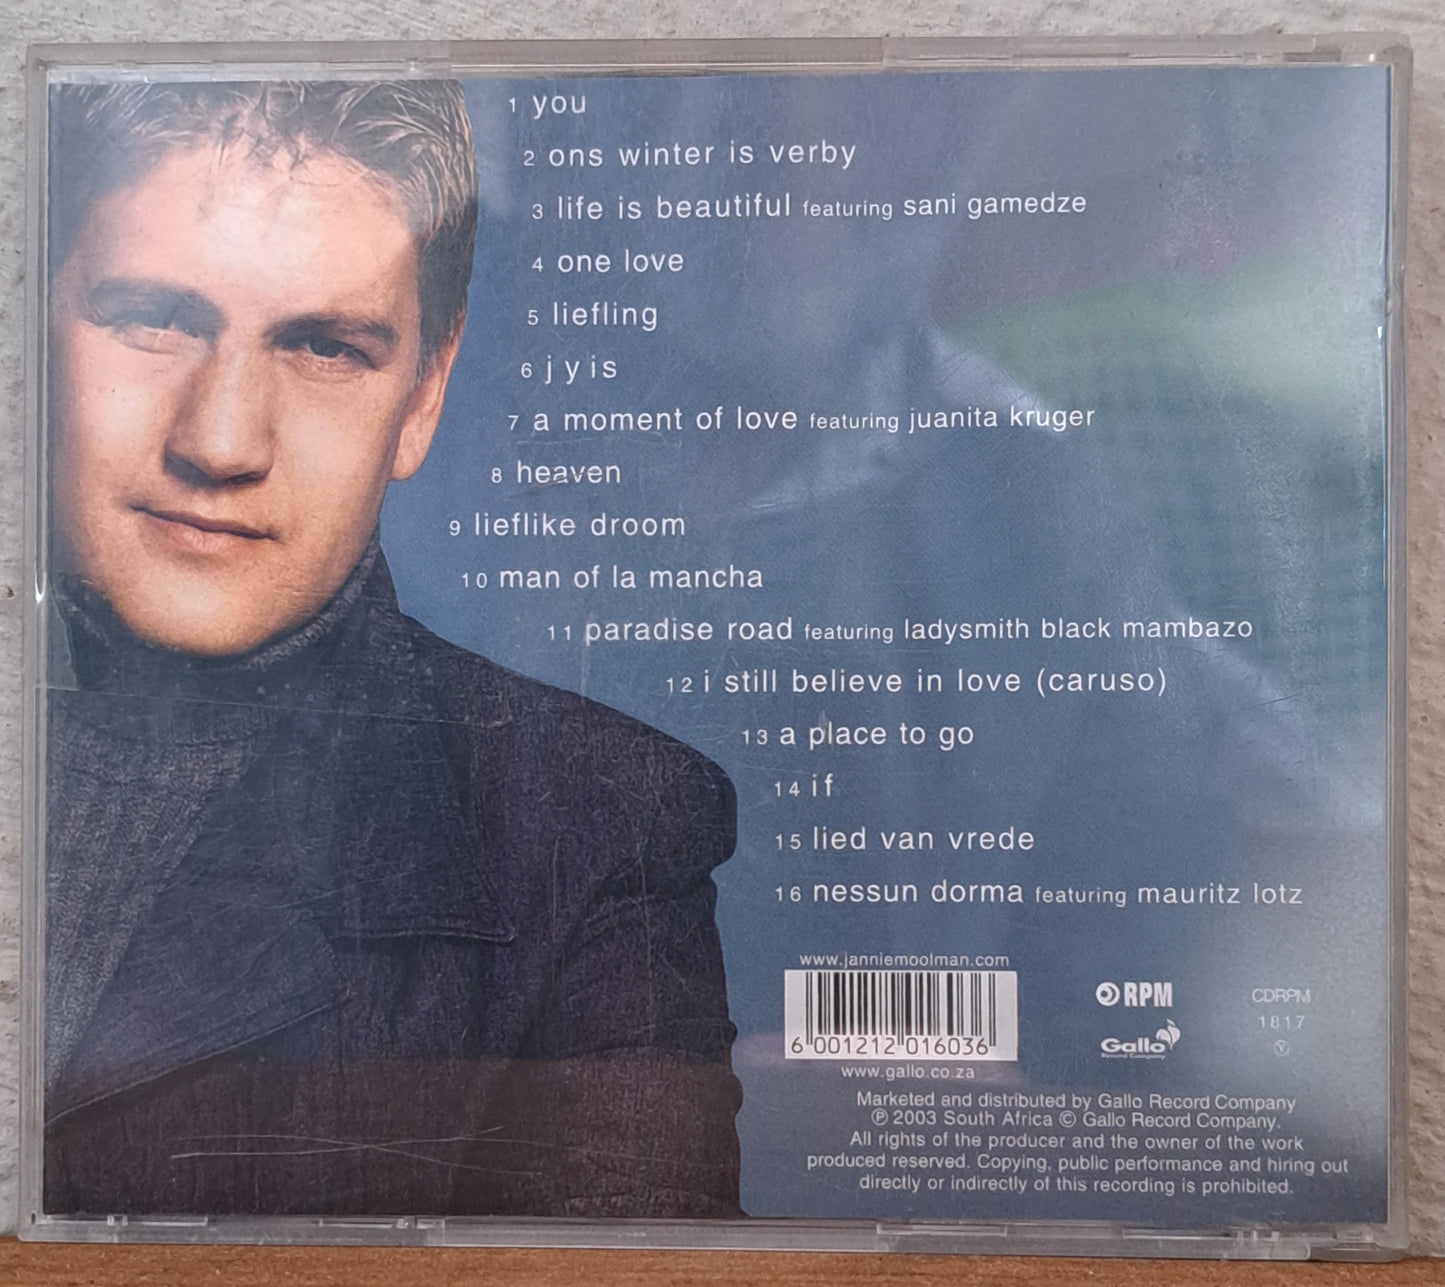 1 you
2 ons winter is verby
3 life is beautiful featuring sani gamedze
4 one love
5 liefling
6 j y i s
7 a moment of love featuring juanita kruger
8 heaven
9 lieflike droom
10 man of la mancha
11 paradise road featuring ladysmith black mambazo
12 i still believe in love (caruso)
13 a place to go
14 if
15 lied van vrede
16 nessun dorma featuring mauritz lotz
www.janniemoolman.com
6 001212 016036
www.gallo.co.za
RPM
Gallo
Record Company
CDRPM
1817
Y
Marketed and distributed by Gallo Record Company
℗ 2003 South Africa © Gallo Record Company.
All rights of the producer and the owner of the work
produced reserved. Copying, public performance and hiring out
directly or indirectly of this recording is prohibited.